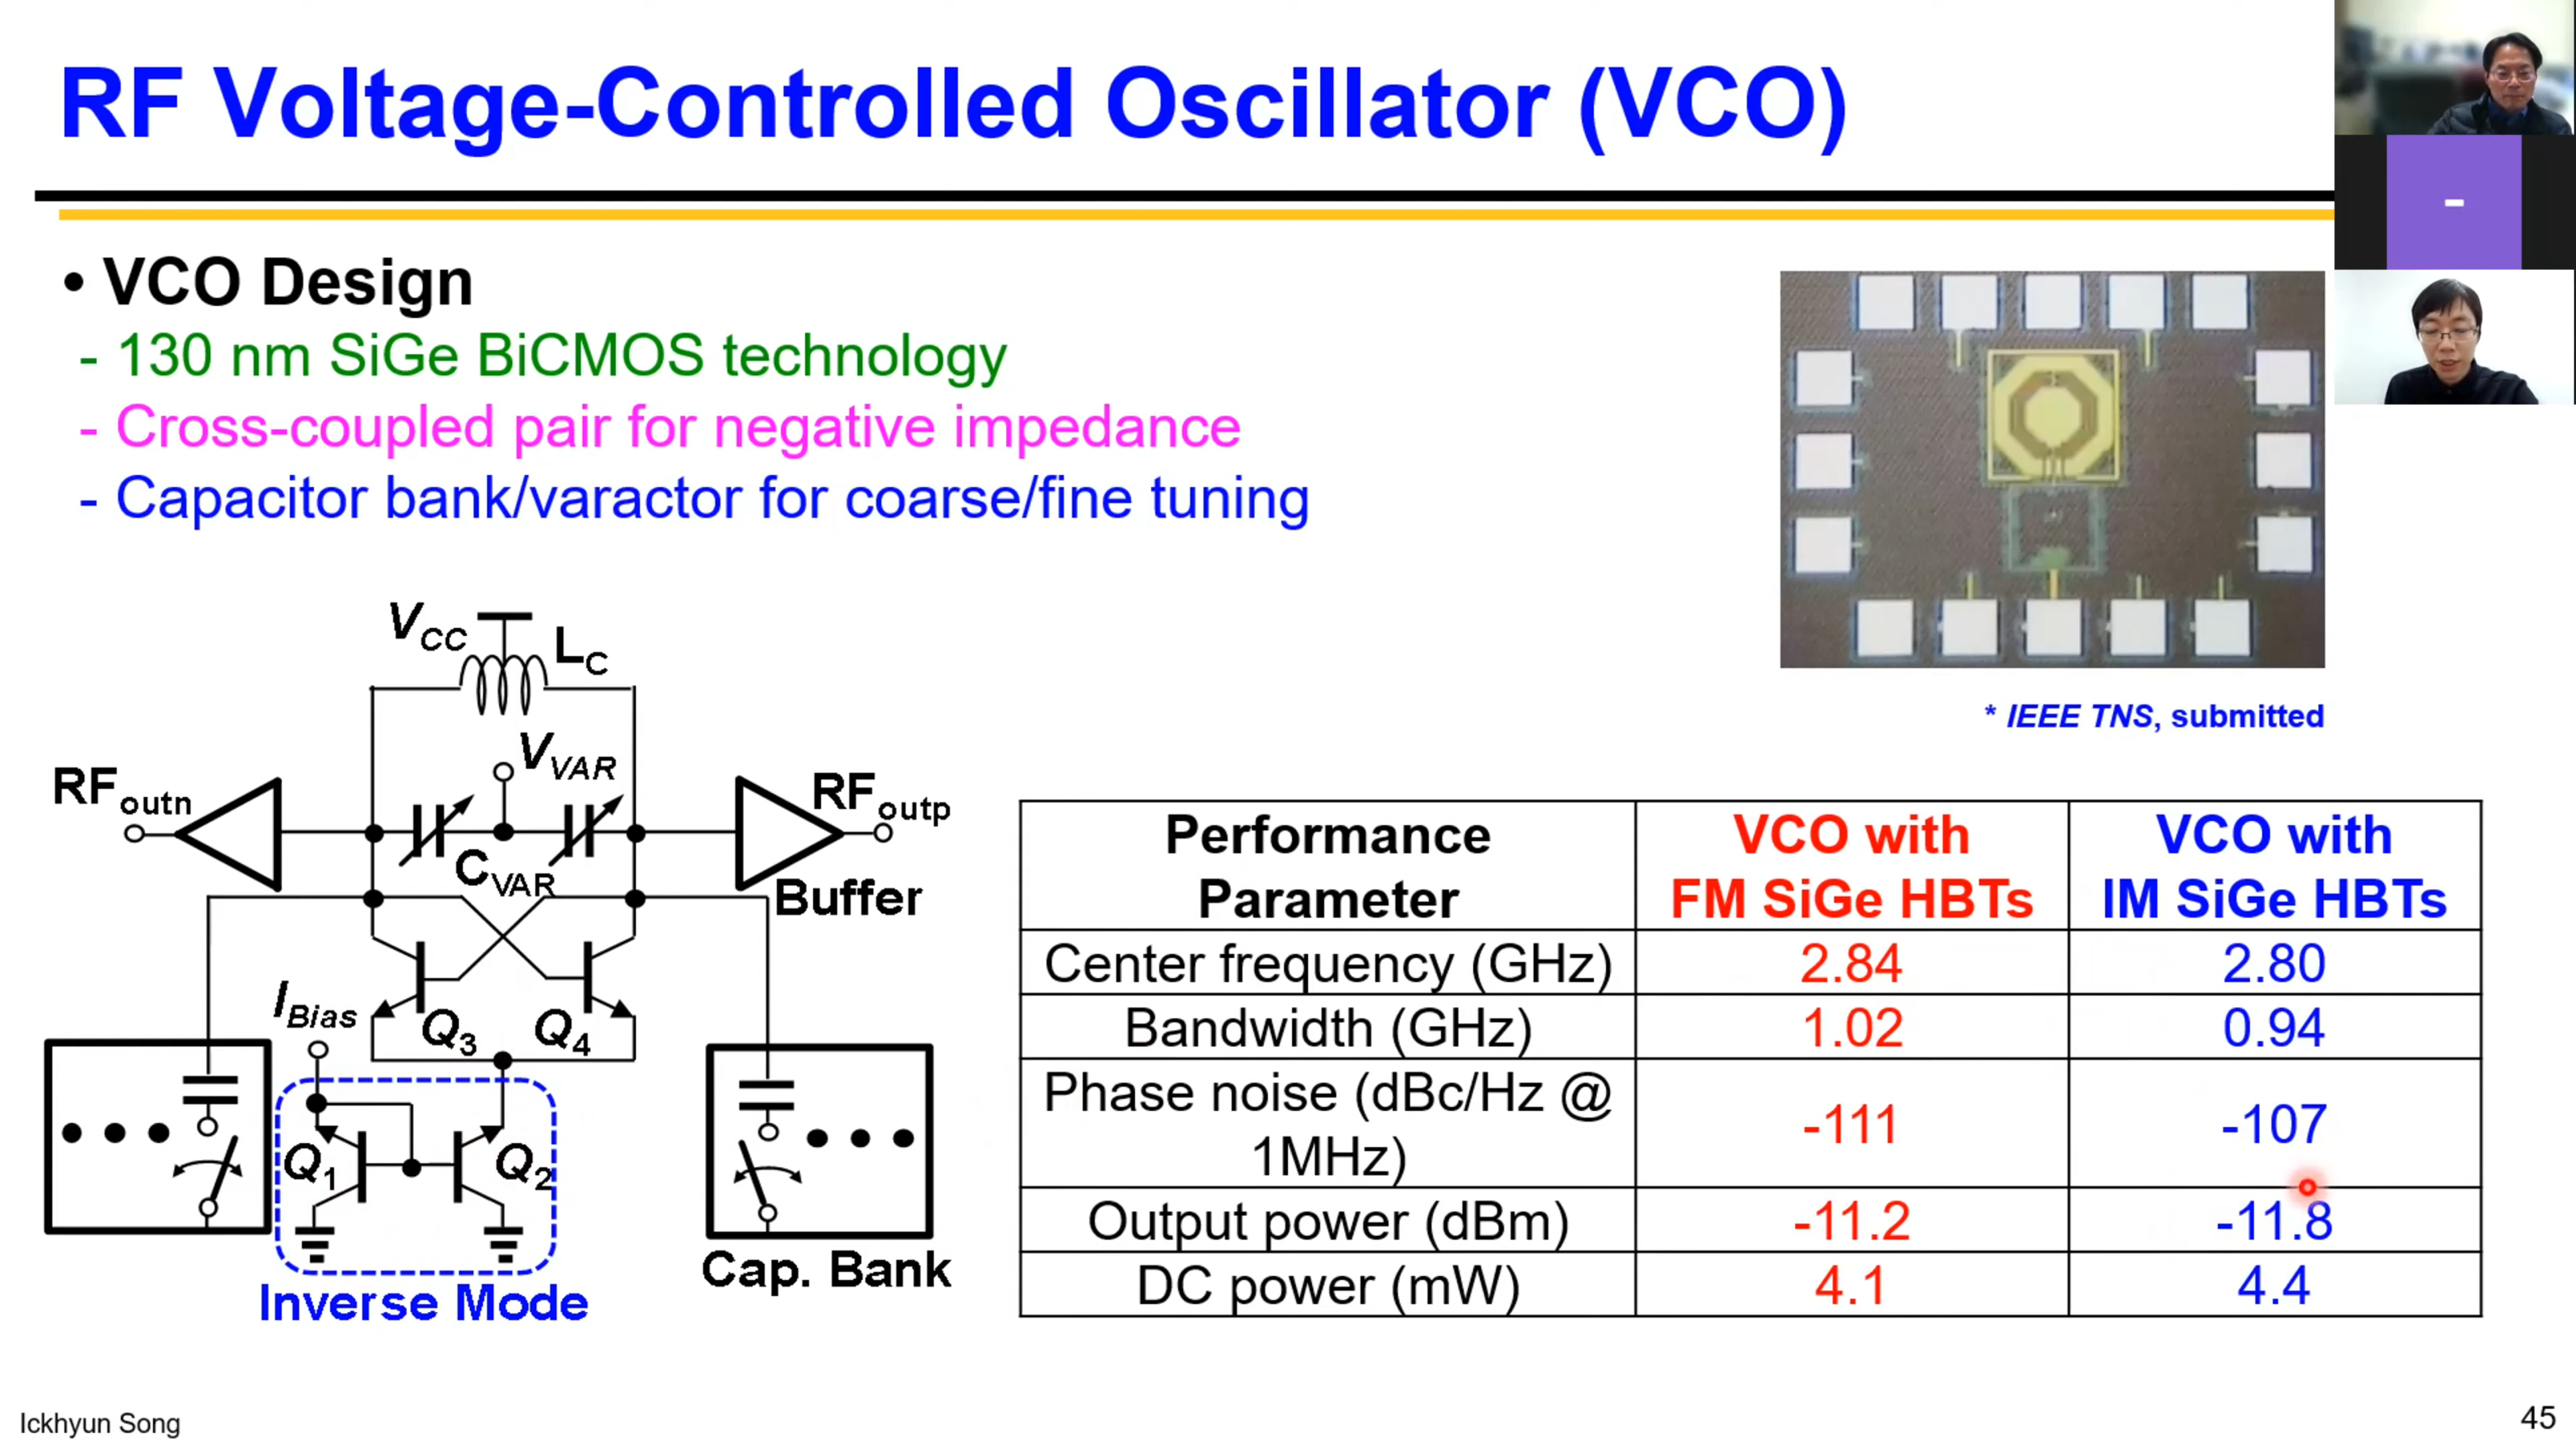 RF Voltage-Controlled Oscillator (VCO)
• VCO Design
- 130 nm SiGe BiCMOS technology
- Cross-coupled pair for negative impedance
- Capacitor bank/varactor for coarse/fine tuning
* IEEE TNS, submitted
VCC
LC
VVAR
RFoutn
RFoutp
CVAR
Buffer
IBias
Q3
Q4
Q1
Q2
Inverse Mode
Cap. Bank
Performance Parameter
VCO with FM SiGe HBTs
VCO with IM SiGe HBTs
Center frequency (GHz) 2.84 2.80
Bandwidth (GHz) 1.02 0.94
Phase noise (dBc/Hz @ 1MHz) -111 -107
Output power (dBm) -11.2 -11.8
DC power (mW) 4.1 4.4
Ickhyun Song
45